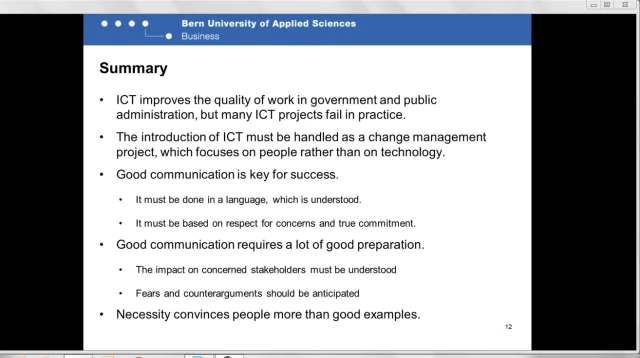 Bern University of Applied Sciences
Business
Summary
• ICT improves the quality of work in government and public
administration, but many ICT projects fail in practice.
• The introduction of ICT must be handled as a change management
project, which focuses on people rather than on technology.
• Good communication is key for success.
• It must be done in a language, which is understood.
• It must be based on respect for concerns and true commitment.
• Good communication requires a lot of good preparation.
• The impact on concerned stakeholders must be understood
• Fears and counterarguments should be anticipated
• Necessity convinces people more than good examples.
12